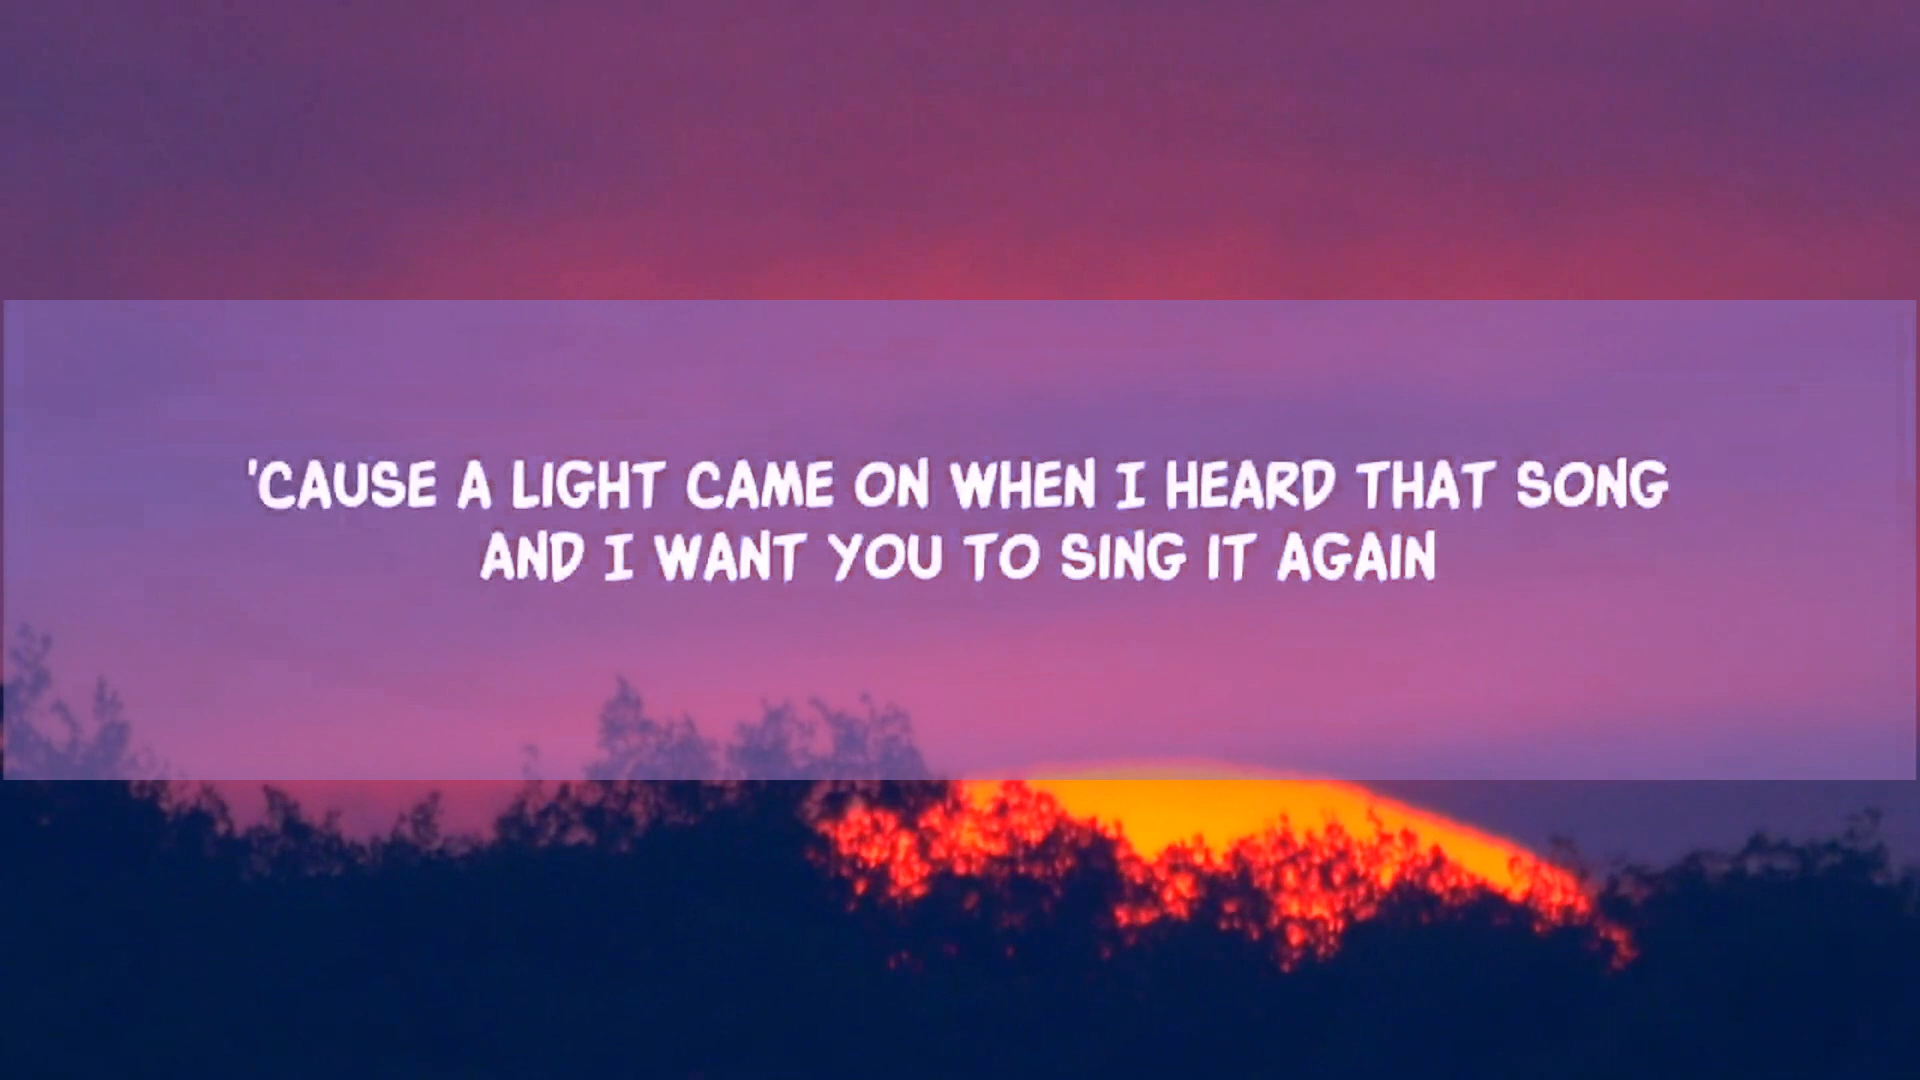 'CAUSE A LIGHT CAME ON WHEN I HEARD THAT SONG
AND I WANT YOU TO SING IT AGAIN